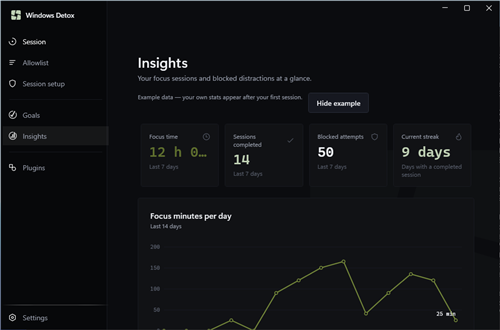 Windows Detox
Session
Allowlist
Session setup
Goals
Insights
Plugins
Settings
Insights
Your focus sessions and blocked distractions at a glance.
Example data — your own stats appear after your first session.
Hide example
Focus time
12 h 0...
Last 7 days
Sessions
completed
14
Last 7 days
Blocked attempts
50
Last 7 days
Current streak
9 days
Days with a completed
session
Focus minutes per day
Last 14 days
200
150
100
50
25 min